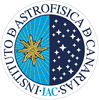 INSTITUTO DE ASTROFISICA DE CANARIAS
·IAC·